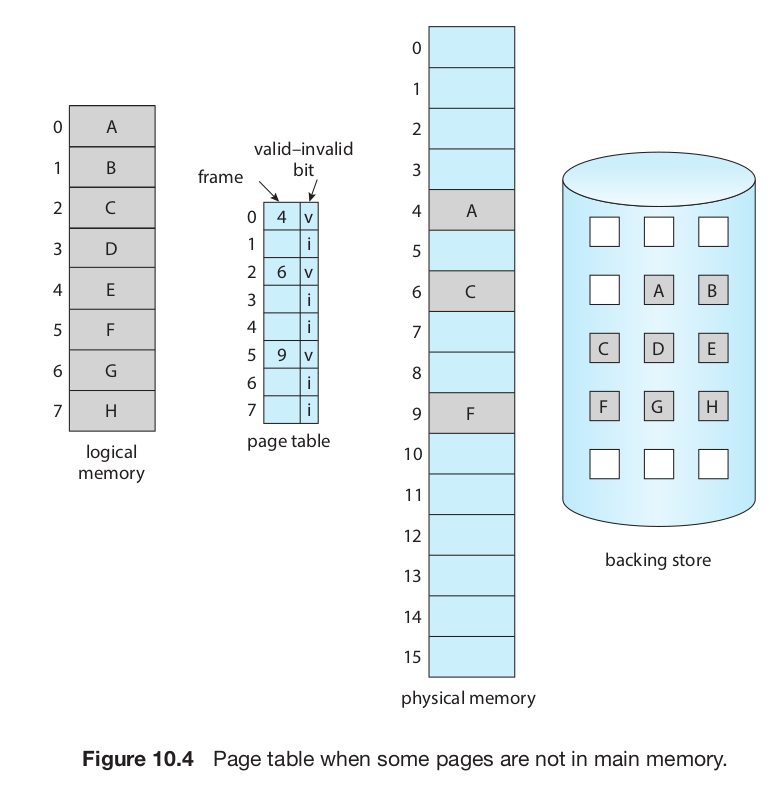 0 A
1 B
2 C
3 D
4 E
5 F
6 G
7 H
logical
memory
valid–invalid
bit
frame
0 4 v
1 i
2 6 v
3 i
4 i
5 9 v
6 i
7 i
page table
0
1
2
3
4 A
5
6 C
7
8
9 F
10
11
12
13
14
15
physical memory
A B
C D E
F G H
backing store
Figure 10.4 Page table when some pages are not in main memory.